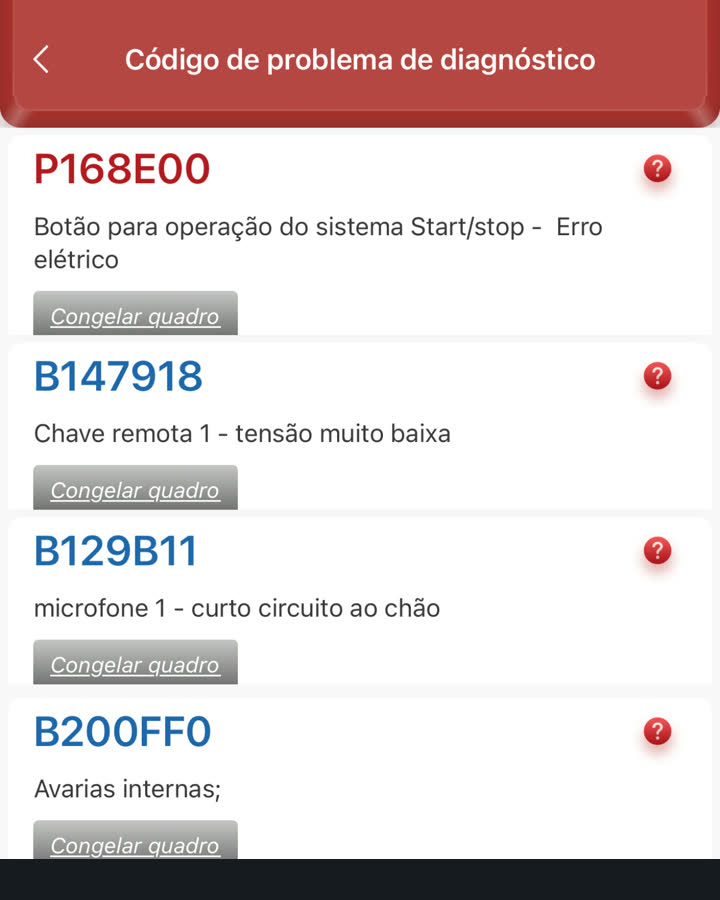 Código de problema de diagnóstico
P168E00
?
Botão para operação do sistema Start/stop - Erro
elétrico
Congelar quadro
B147918
?
Chave remota 1 - tensão muito baixa
Congelar quadro
B129B11
?
microfone 1 - curto circuito ao chão
Congelar quadro
B200FF0
?
Avarias internas;
Congelar quadro